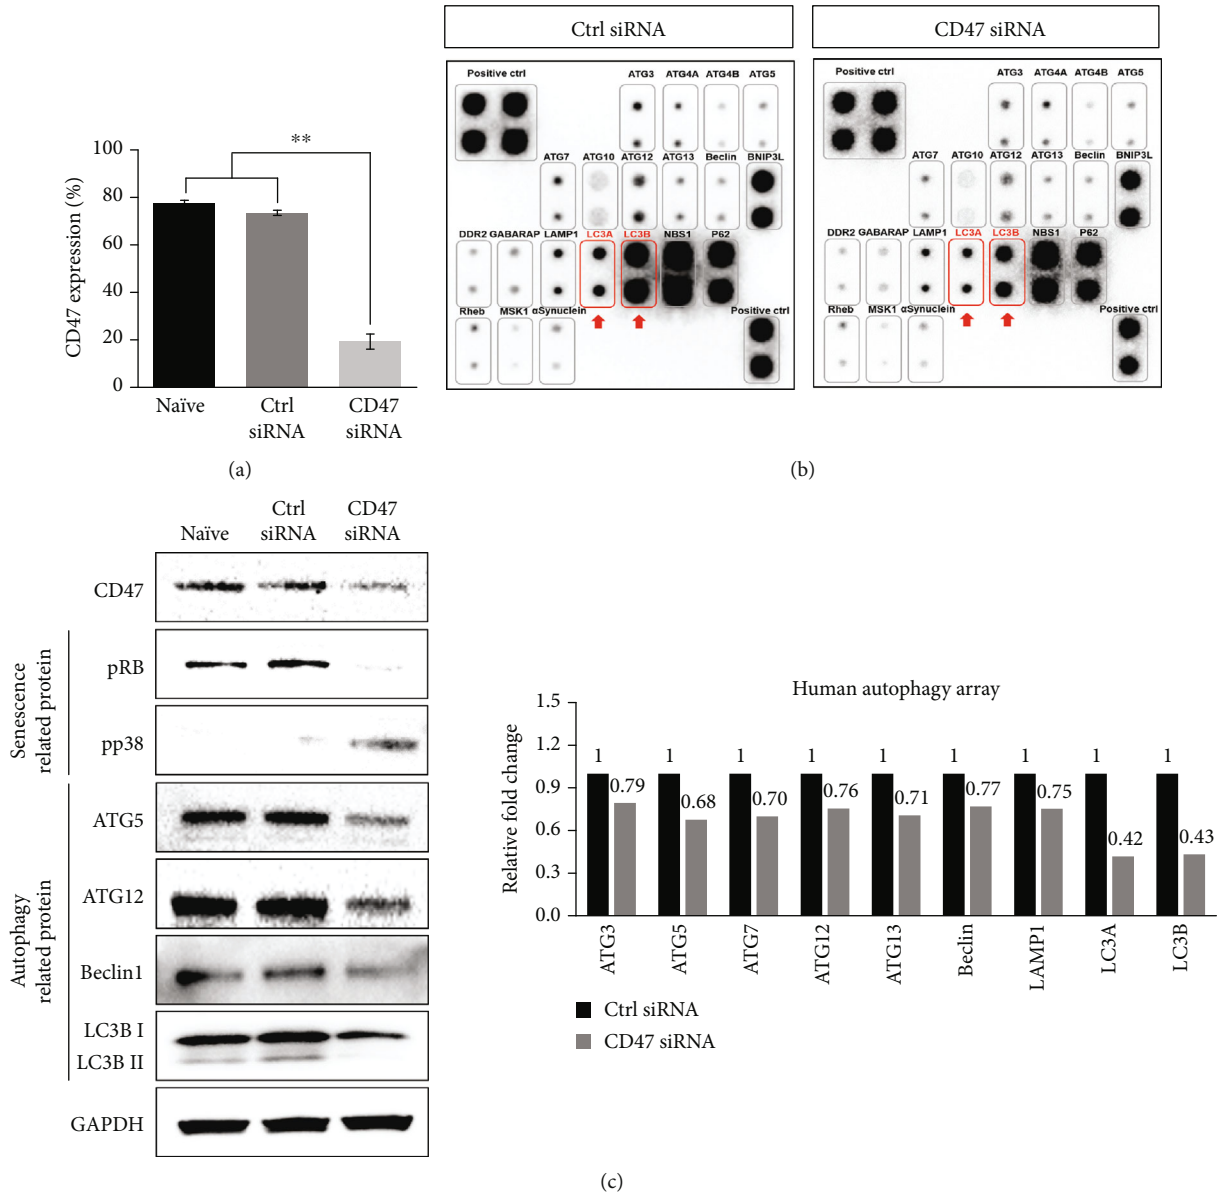 CD47 expression (%)
100
80
60
40
20
0
**
Naïve
Ctrl
siRNA
CD47
siRNA
(a)
Ctrl siRNA
Positive ctrl
ATG3 ATG4A ATG4B ATG5
ATG7 ATG10 ATG12 ATG13 Beclin BNIP3L
DDR2 GABARAP LAMP1 LC3A LC3B NBS1 P62
Rheb MSK1 αSynuclein Positive ctrl
CD47 siRNA
Positive ctrl
ATG3 ATG4A ATG4B ATG5
ATG7 ATG10 ATG12 ATG13 Beclin BNIP3L
DDR2 GABARAP LAMP1 LC3A LC3B NBS1 P62
Rheb MSK1 αSynuclein Positive ctrl
(b)
Naïve
Ctrl
siRNA
CD47
siRNA
CD47
Senescence
related protein
pRB
pp38
Autophagy
related protein
ATG5
ATG12
Beclin1
LC3B I
LC3B II
GAPDH
Human autophagy array
Relative fold change
1.5
1.2
0.9
0.6
0.3
0.0
1 0.79 1 0.68 1 0.70 1 0.76 1 0.71 1 0.77 1 0.75 1 0.42 1 0.43
ATG3
ATG5
ATG7
ATG12
ATG13
Beclin
LAMP1
LC3A
LC3B
Ctrl siRNA
CD47 siRNA
(c)